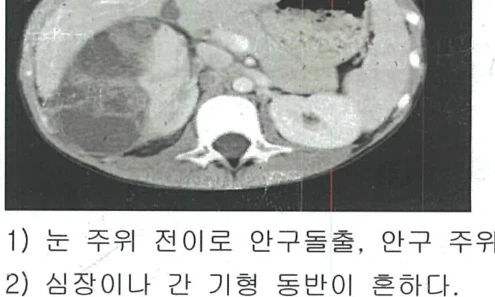 1) 눈 주위 전이로 안구돌출, 안구 주위
2) 심장이나 간 기형 동반이 흔하다.